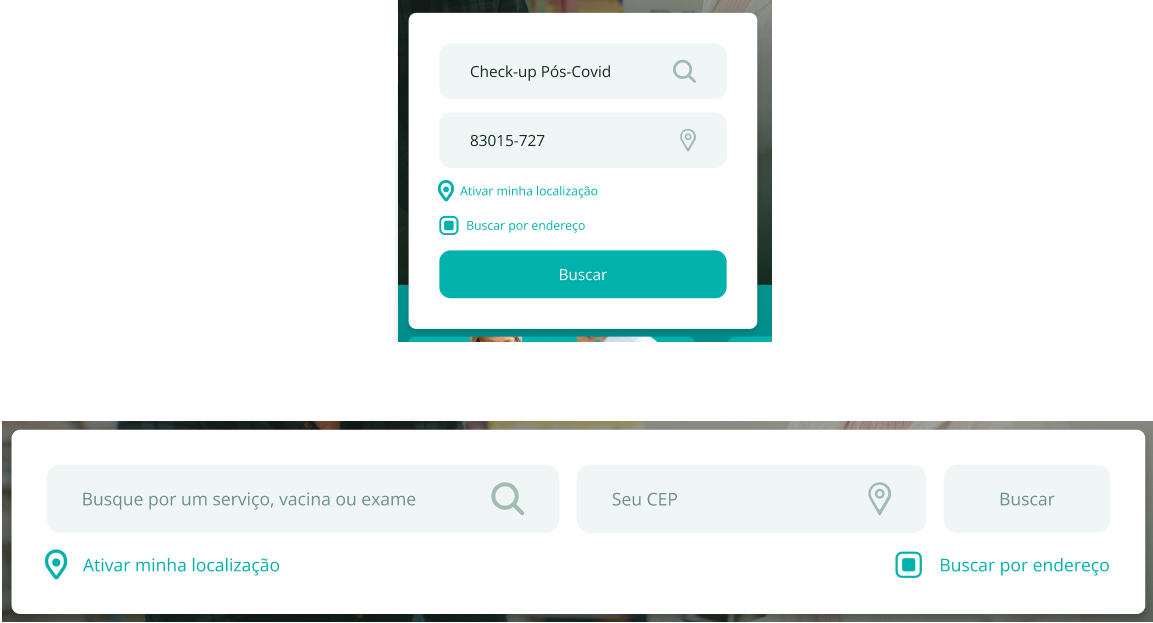 Check-up Pós-Covid
83015-727
Ativar minha localização
Buscar por endereço
Buscar
Busque por um serviço, vacina ou exame
Seu CEP
Buscar
Ativar minha localização
Buscar por endereço